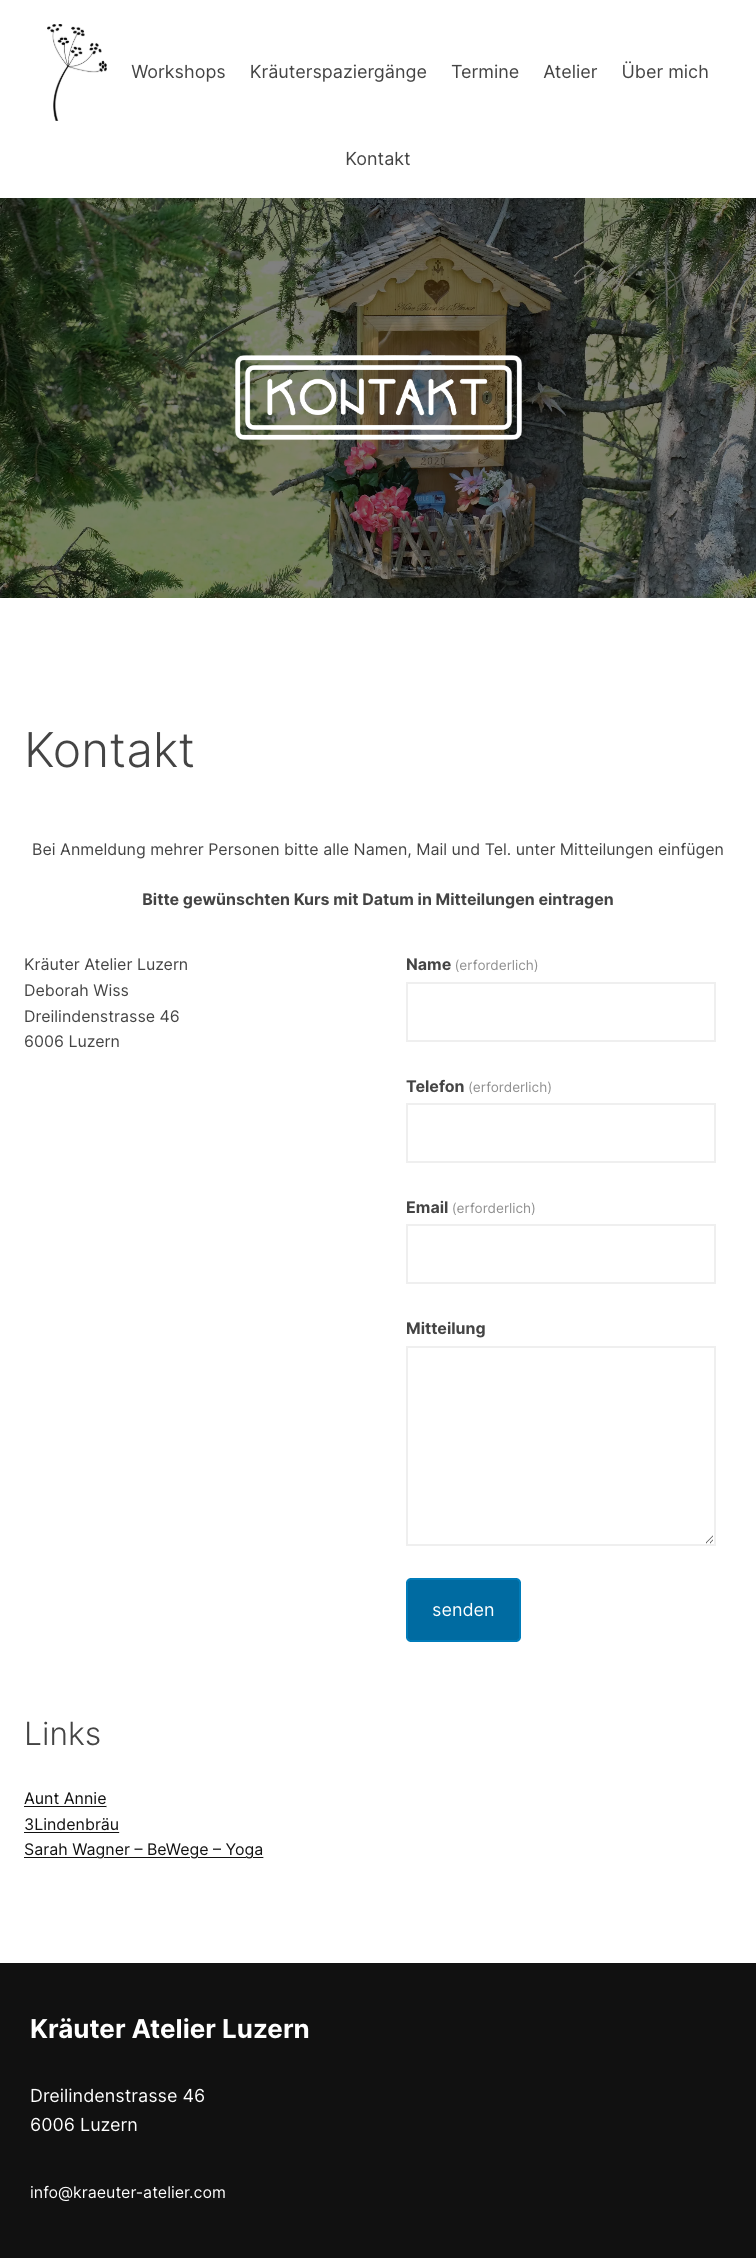 Workshops Kräuterspaziergänge Termine Atelier Über mich
Kontakt
KONTAKT
2020
Kontakt
Bei Anmeldung mehrer Personen bitte alle Namen, Mail und Tel. unter Mitteilungen einfügen
Bitte gewünschten Kurs mit Datum in Mitteilungen eintragen
Kräuter Atelier Luzern
Deborah Wiss
Dreilindenstrasse 46
6006 Luzern
Name (erforderlich)
Telefon (erforderlich)
Email (erforderlich)
Mitteilung
senden
Links
Aunt Annie
3Lindenbräu
Sarah Wagner – BeWege – Yoga
Kräuter Atelier Luzern
Dreilindenstrasse 46
6006 Luzern
info@kraeuter-atelier.com